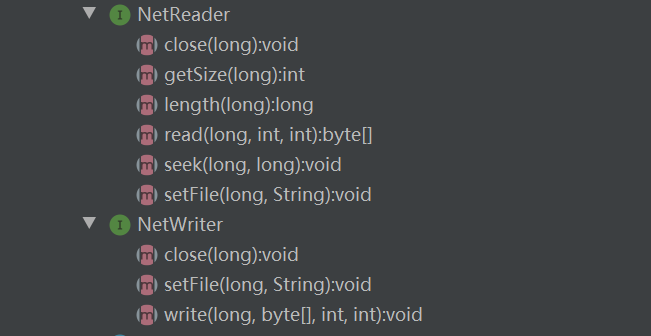 I NetReader
m close(long):void
m getSize(long):int
m length(long):long
m read(long, int, int):byte[]
m seek(long, long):void
m setFile(long, String):void
I NetWriter
m close(long):void
m setFile(long, String):void
m write(long, byte[], int, int):void